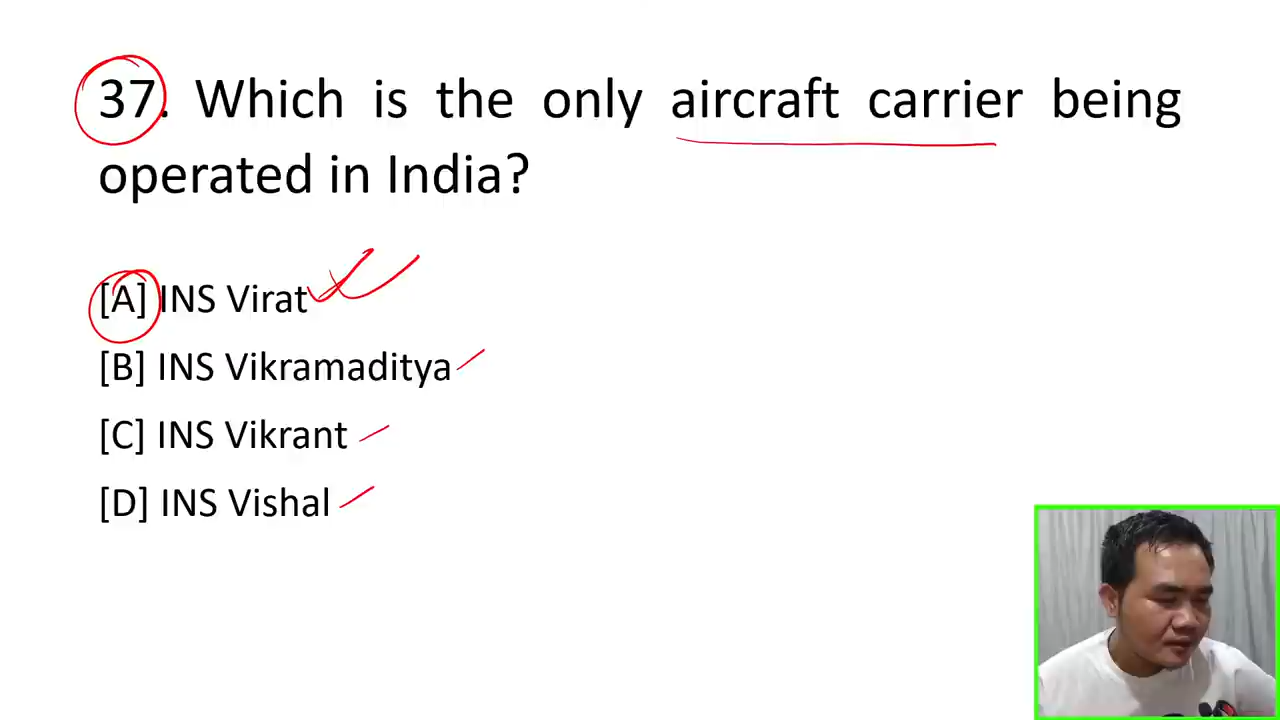 37. Which is the only aircraft carrier being
operated in India?
[A] INS Virat
[B] INS Vikramaditya
[C] INS Vikrant
[D] INS Vishal